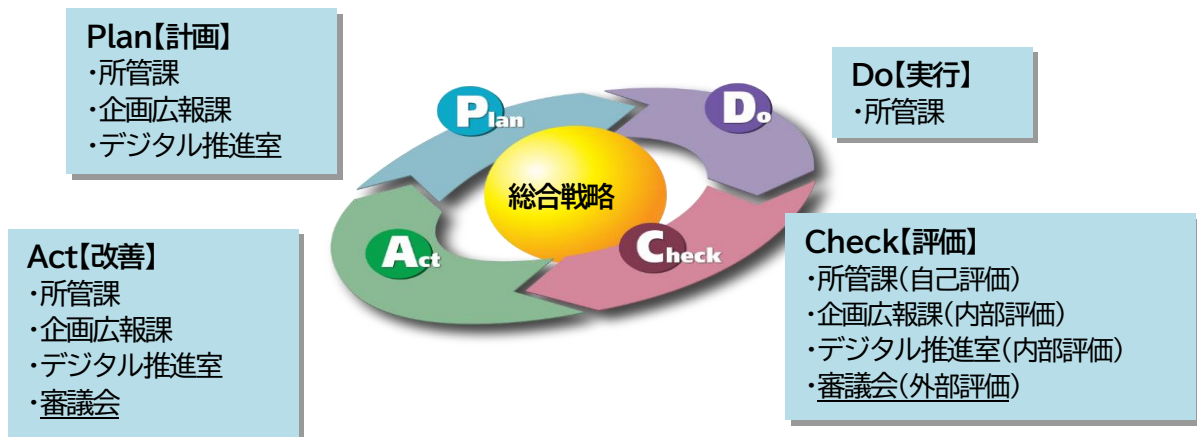 Plan【計画】
・所管課
・企画広報課
・デジタル推進室
Do【実行】
・所管課
Plan
Do
総合戦略
Act
Check
Act【改善】
・所管課
・企画広報課
・デジタル推進室
・審議会
Check【評価】
・所管課(自己評価)
・企画広報課(内部評価)
・デジタル推進室(内部評価)
・審議会(外部評価)